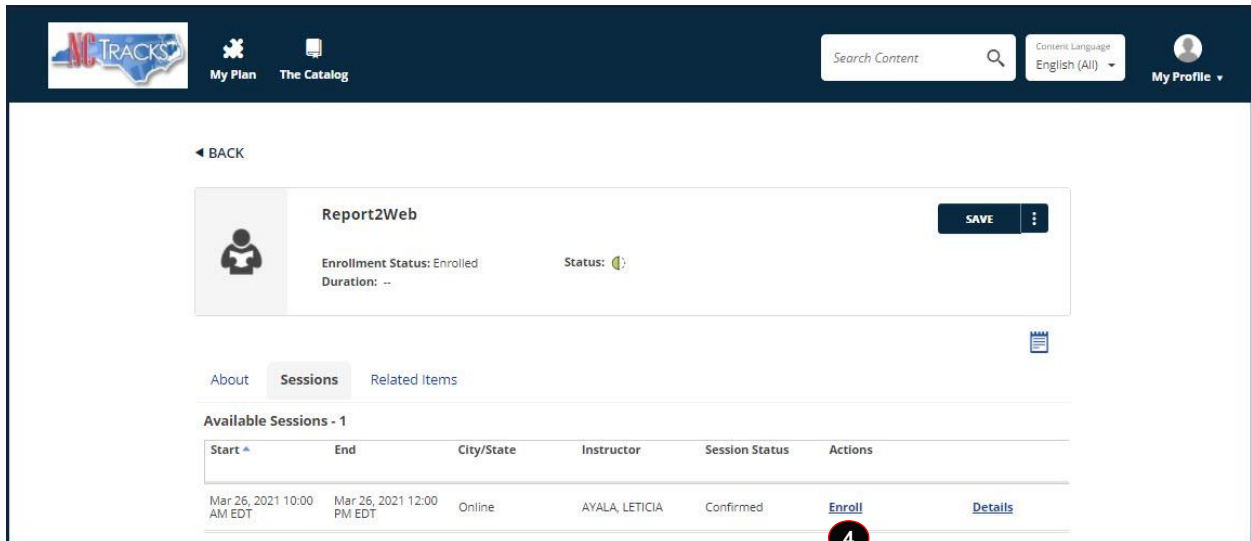 NCTRACKS
My Plan
The Catalog
Search Content
Content Language
English (All)
My Profile
BACK
Report2Web
SAVE
Enrollment Status: Enrolled
Status:
Duration: --
About
Sessions
Related Items
Available Sessions - 1
Start
End
City/State
Instructor
Session Status
Actions
Mar 26, 2021 10:00
AM EDT
Mar 26, 2021 12:00
PM EDT
Online
AYALA, LETICIA
Confirmed
Enroll
Details
4